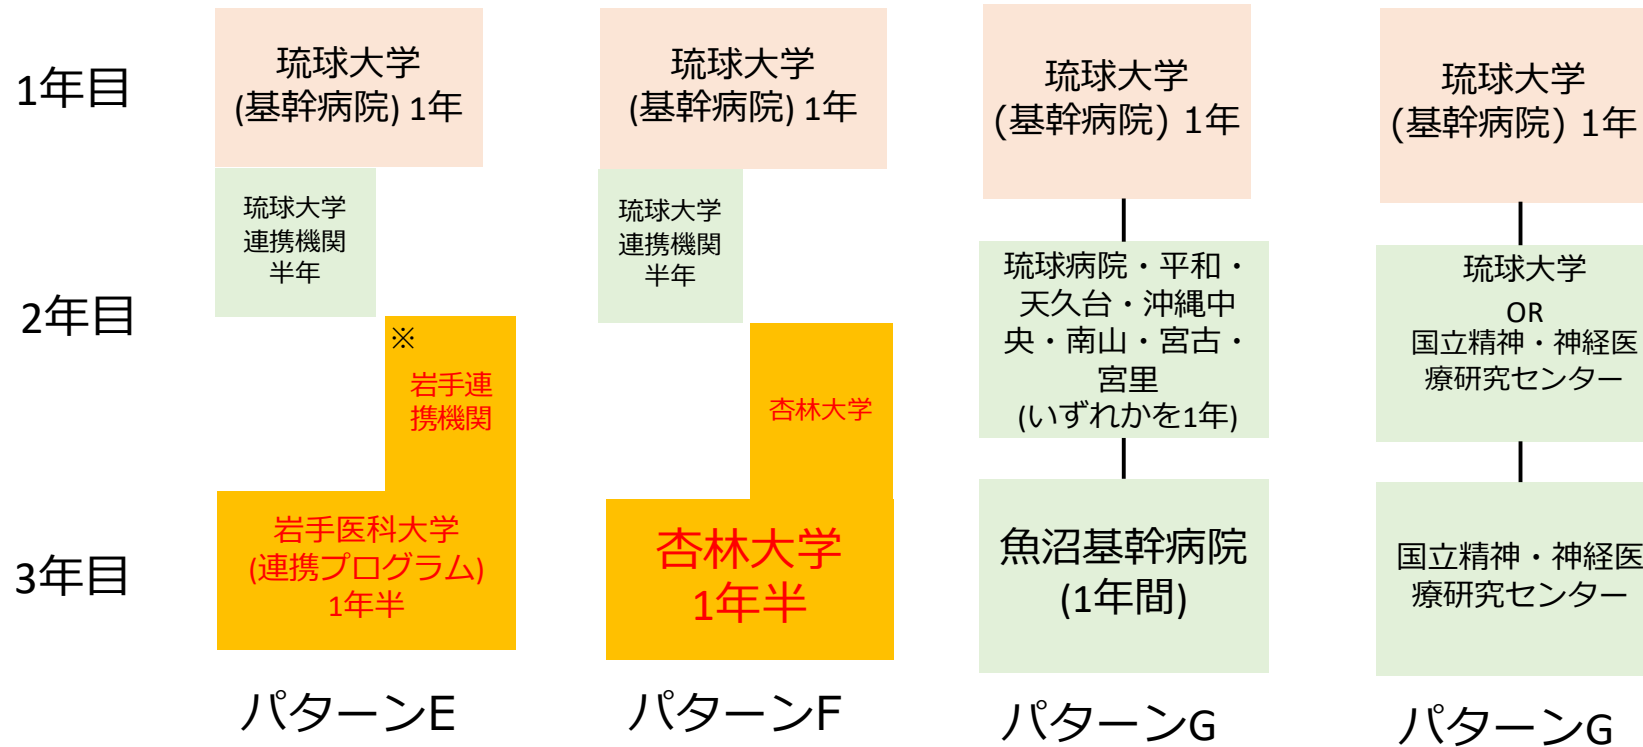 1年目
琉球大学
(基幹病院) 1年
琉球大学
(基幹病院) 1年
琉球大学
(基幹病院) 1年
琉球大学
(基幹病院) 1年
2年目
琉球大学
連携機関
半年
※
岩手連
携機関
琉球大学
連携機関
半年
杏林大学
琉球病院・平和・
天久台・沖縄中
央・南山・宮古・
宮里
(いずれかを1年)
琉球大学
OR
国立精神・神経医
療研究センター
3年目
岩手医科大学
(連携プログラム)
1年半
杏林大学
1年半
魚沼基幹病院
(1年間)
国立精神・神経医
療研究センター
パターンE
パターンF
パターンG
パターンG